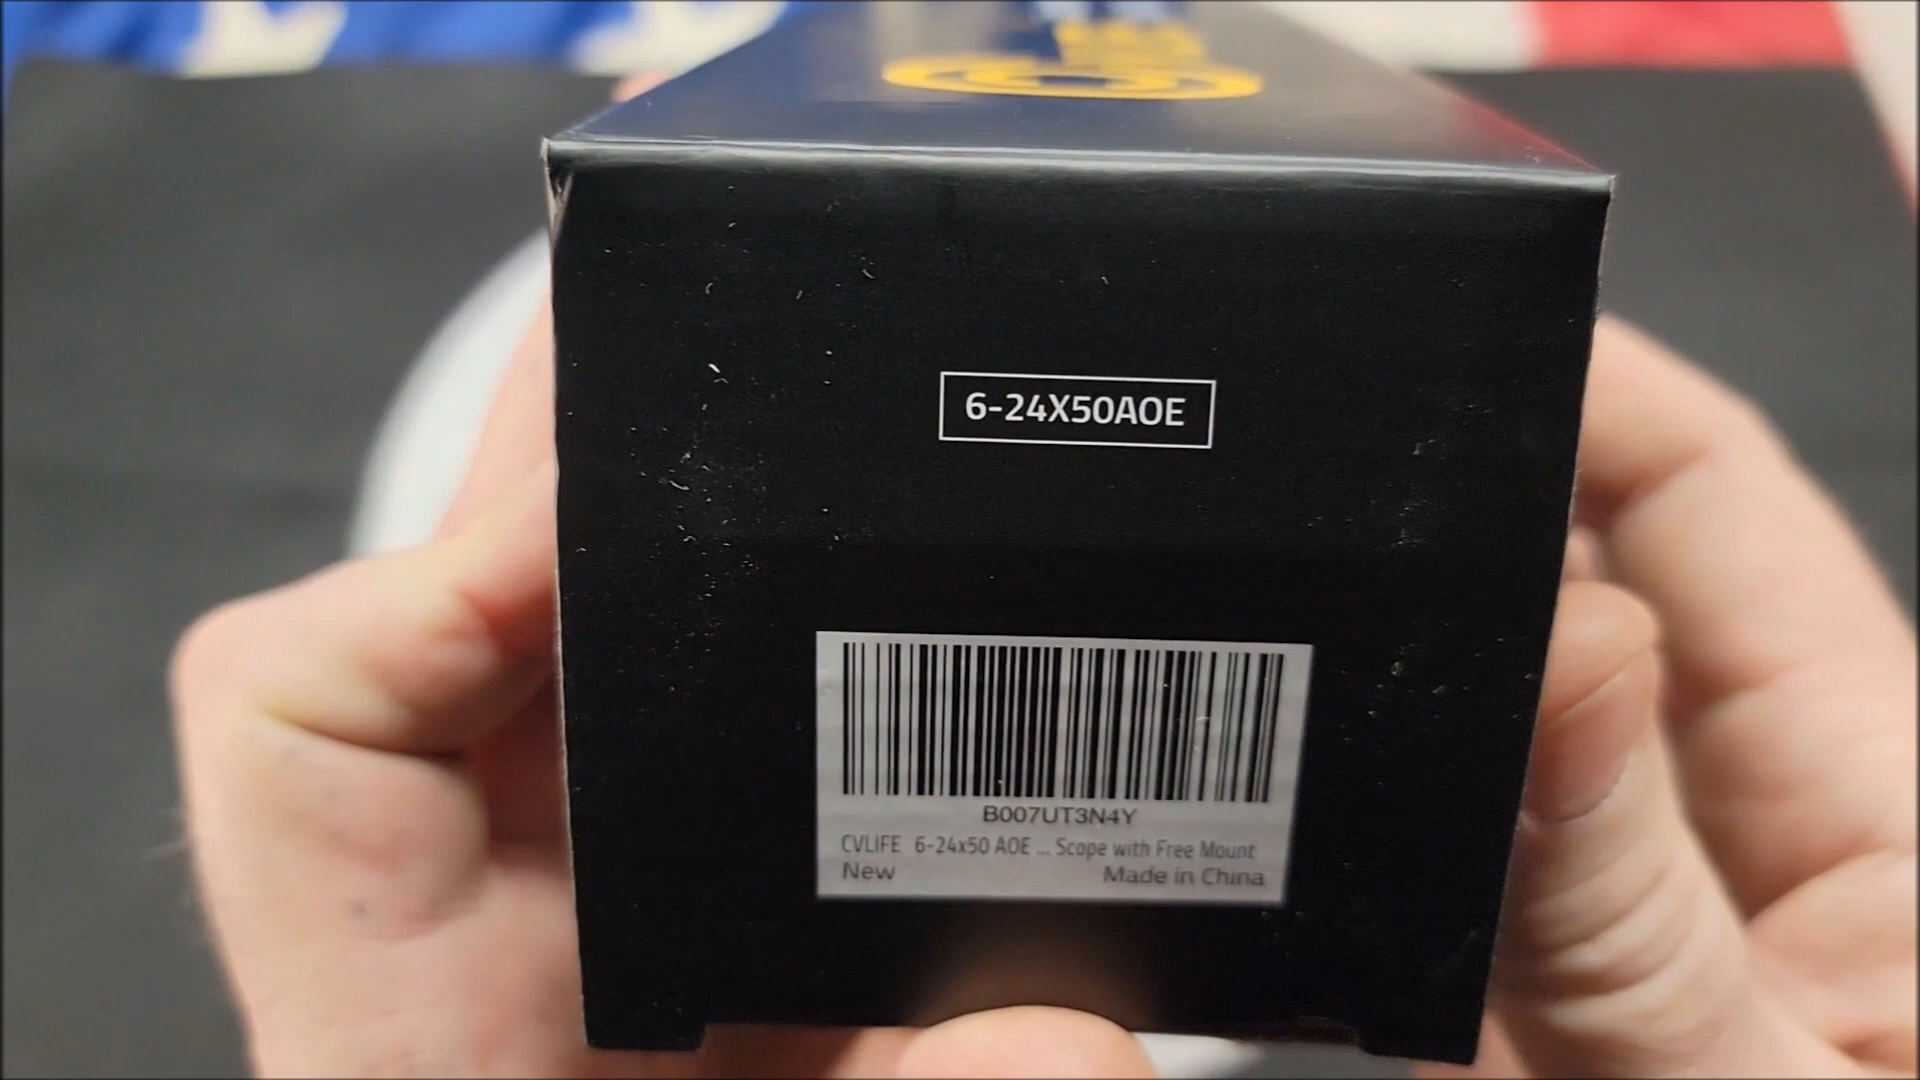 6-24X50AOE
B007UT3N4Y
CVLIFE 6-24x50 AOE ... Scope with Free Mount
New Made in China